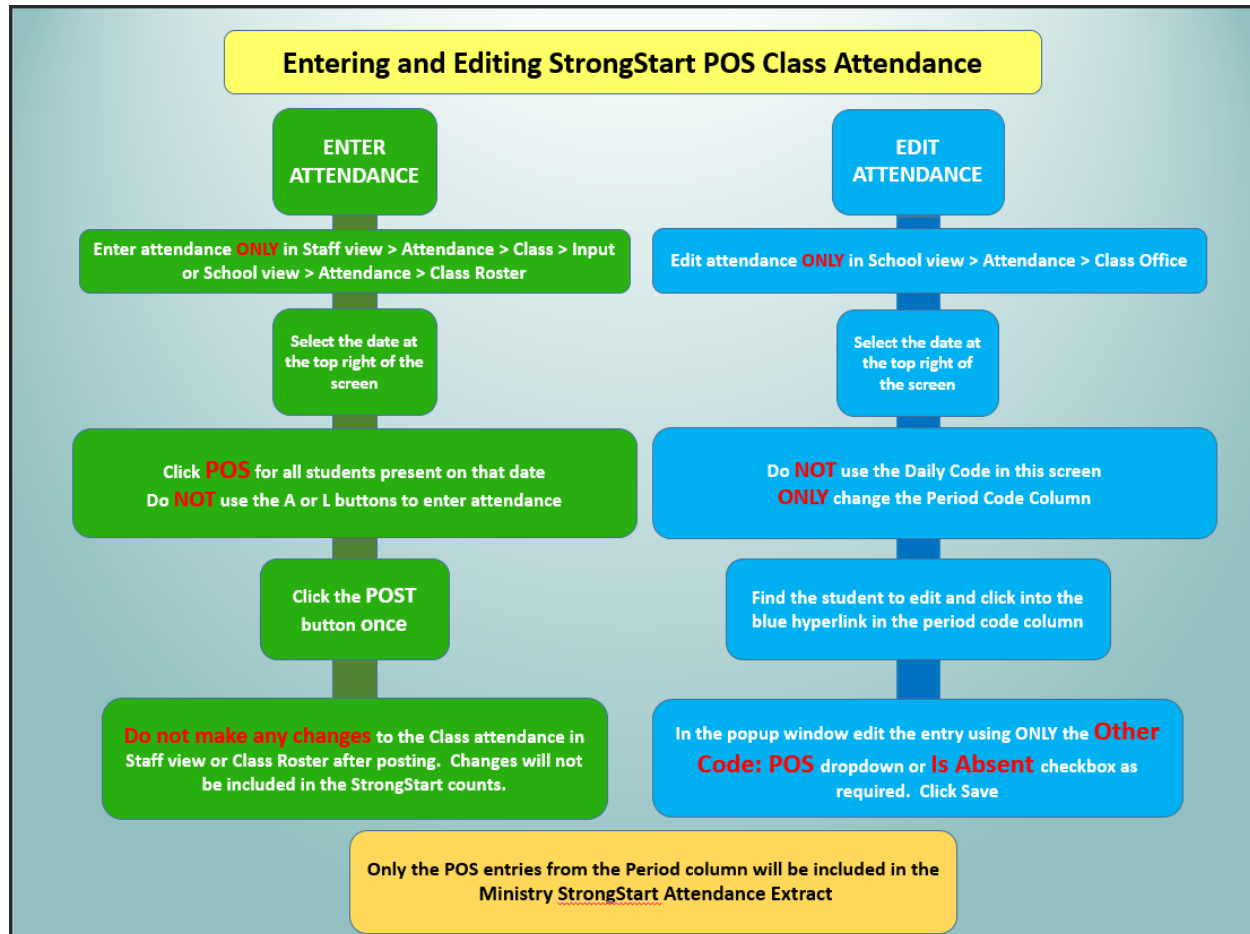 Entering and Editing StrongStart POS Class Attendance
ENTER
ATTENDANCE
Enter attendance ONLY in Staff view > Attendance > Class > Input
or School view > Attendance > Class Roster
Select the date at
the top right of the
screen
Click POS for all students present on that date
Do NOT use the A or L buttons to enter attendance
Click the POST
button once
Do not make any changes to the Class attendance in
Staff view or Class Roster after posting. Changes will not
be included in the StrongStart counts.
EDIT
ATTENDANCE
Edit attendance ONLY in School view > Attendance > Class Office
Select the date at
the top right of
the screen
Do NOT use the Daily Code in this screen
ONLY change the Period Code Column
Find the student to edit and click into the
blue hyperlink in the period code column
In the popup window edit the entry using ONLY the Other
Code: POS dropdown or Is Absent checkbox as
required. Click Save
Only the POS entries from the Period column will be included in the
Ministry StrongStart Attendance Extract